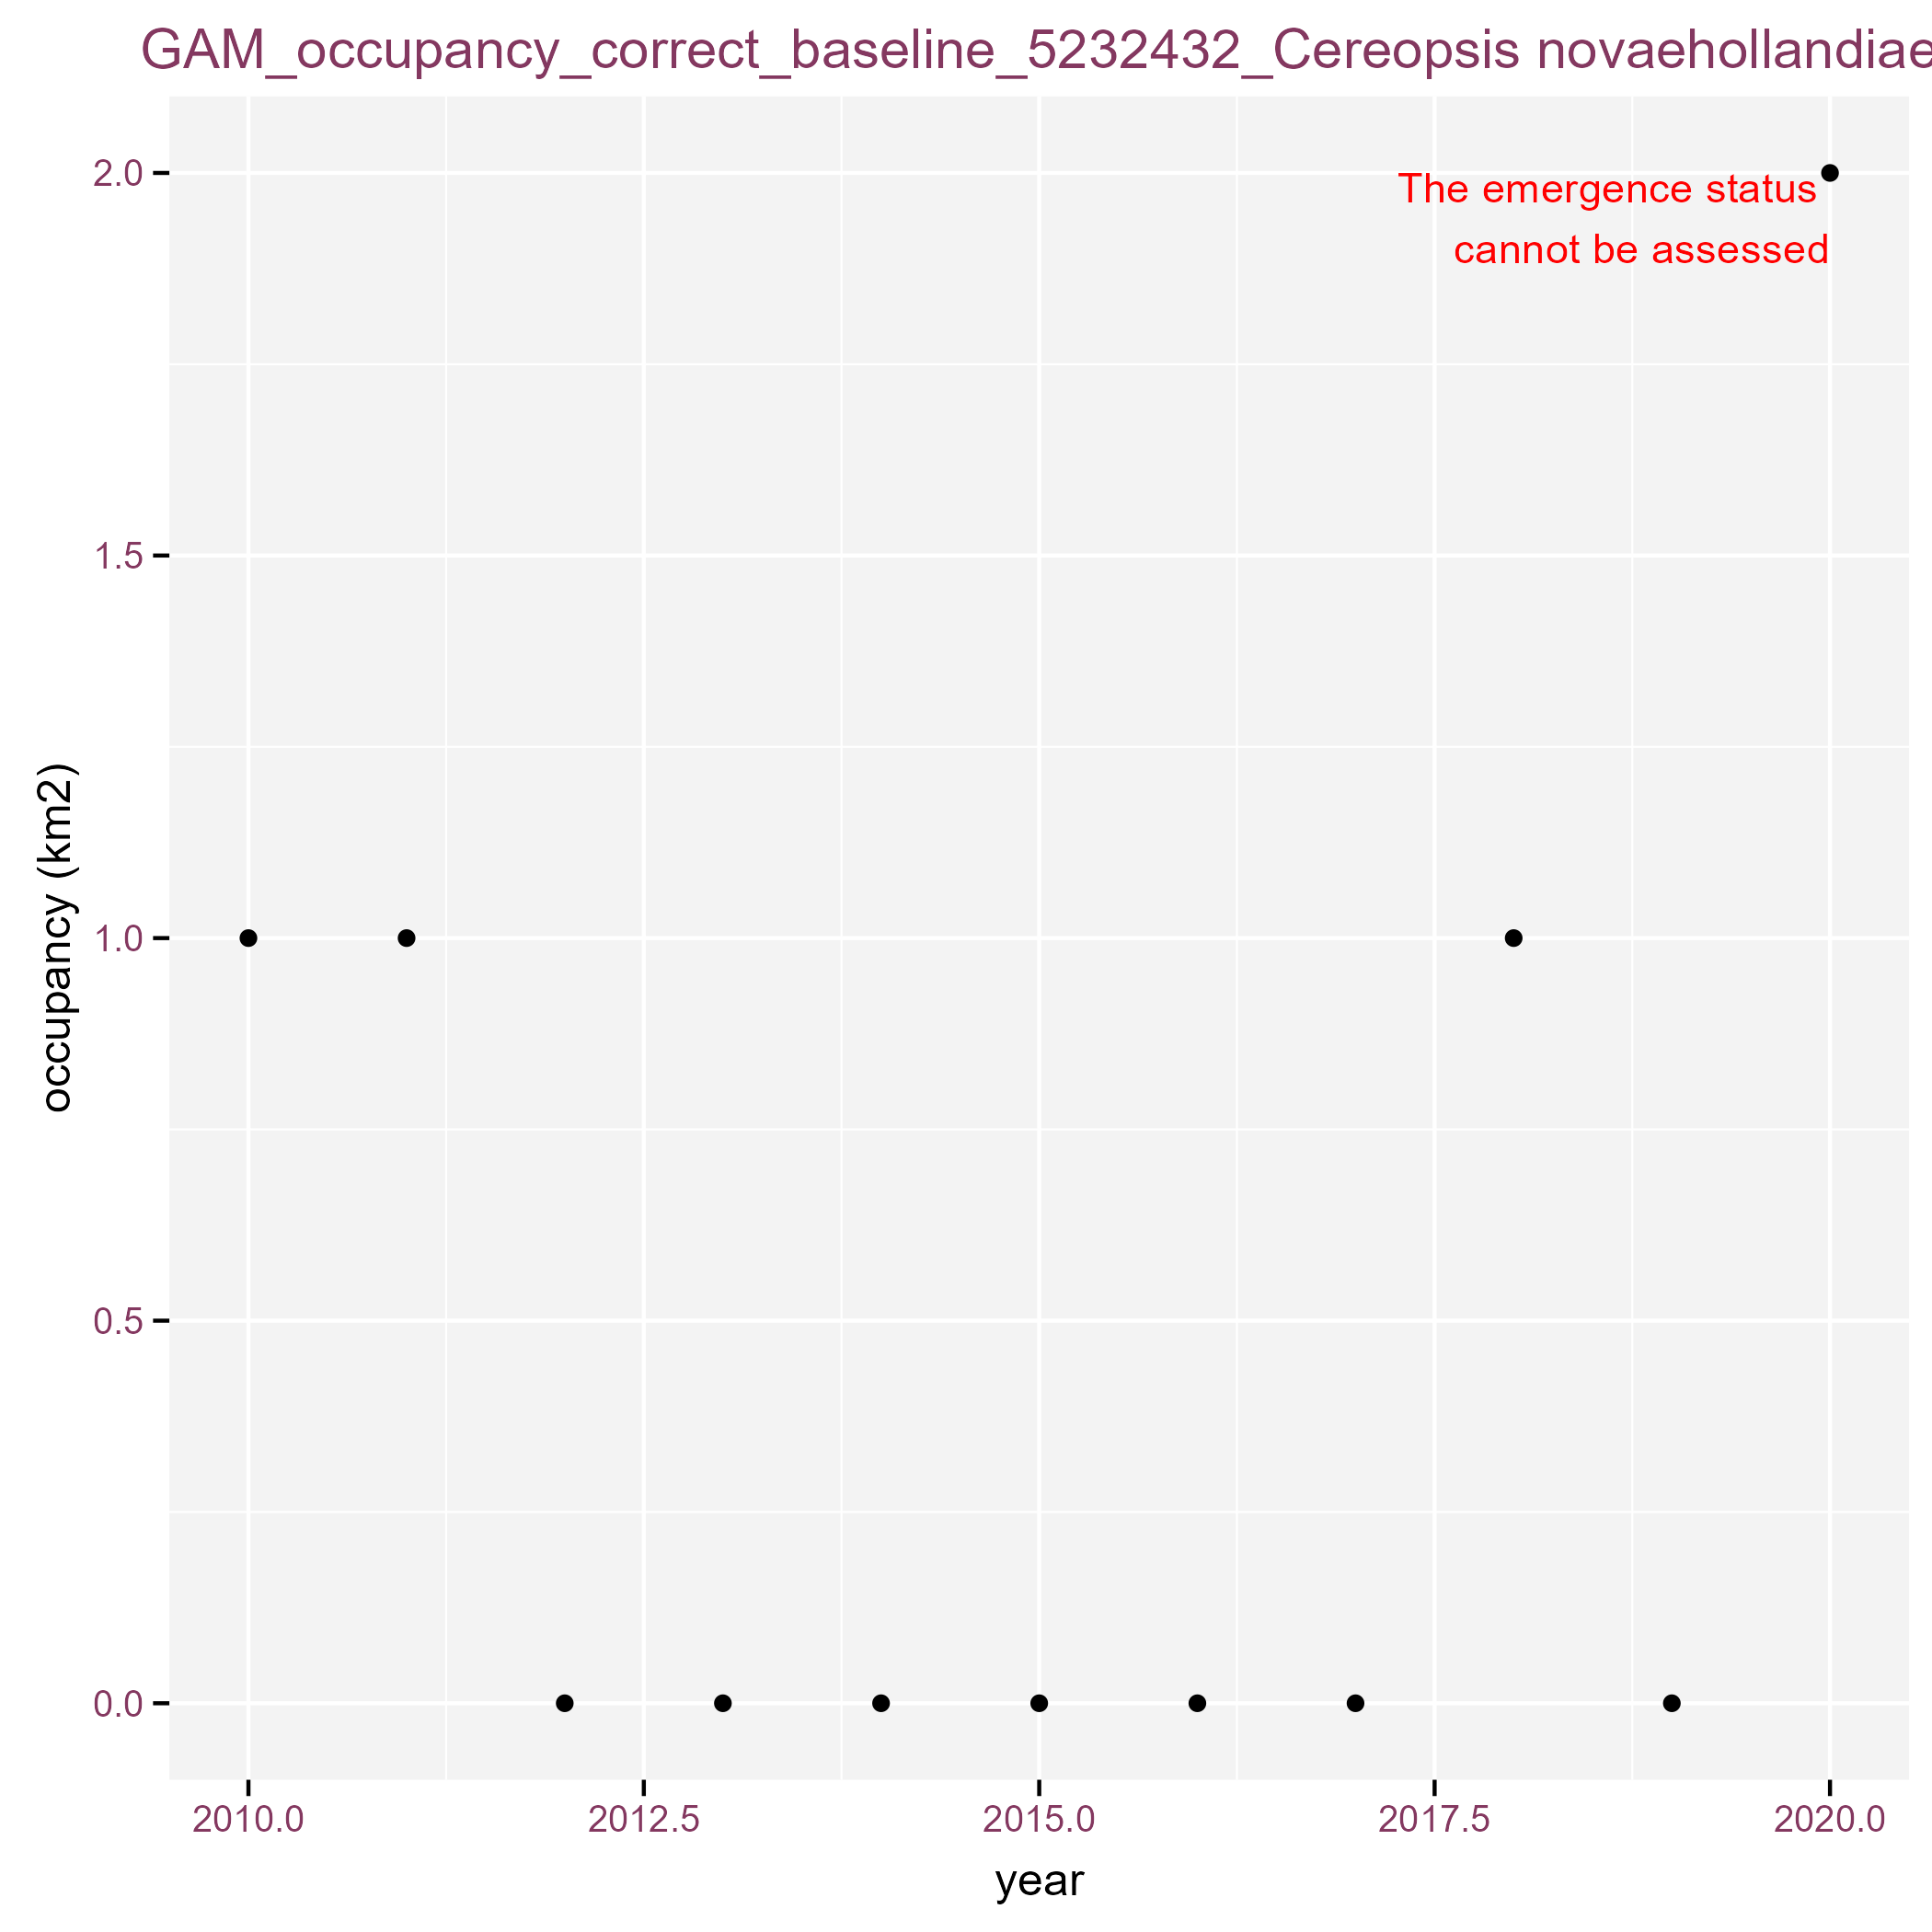 GAM_occupancy_correct_baseline_5232432_Cereopsis novaehollandiae
2.0
The emergence status
cannot be assessed
1.5
occupancy (km2)
1.0
0.5
0.0
2010.0 2012.5 2015.0 2017.5 2020.0
year